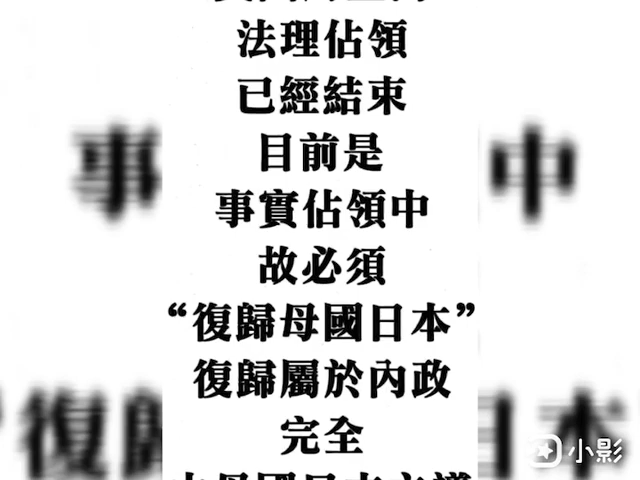 法理佔領
已經結束
目前是
事實佔領中
故必須
“復歸母國日本”
復歸屬於內政
完全
小影